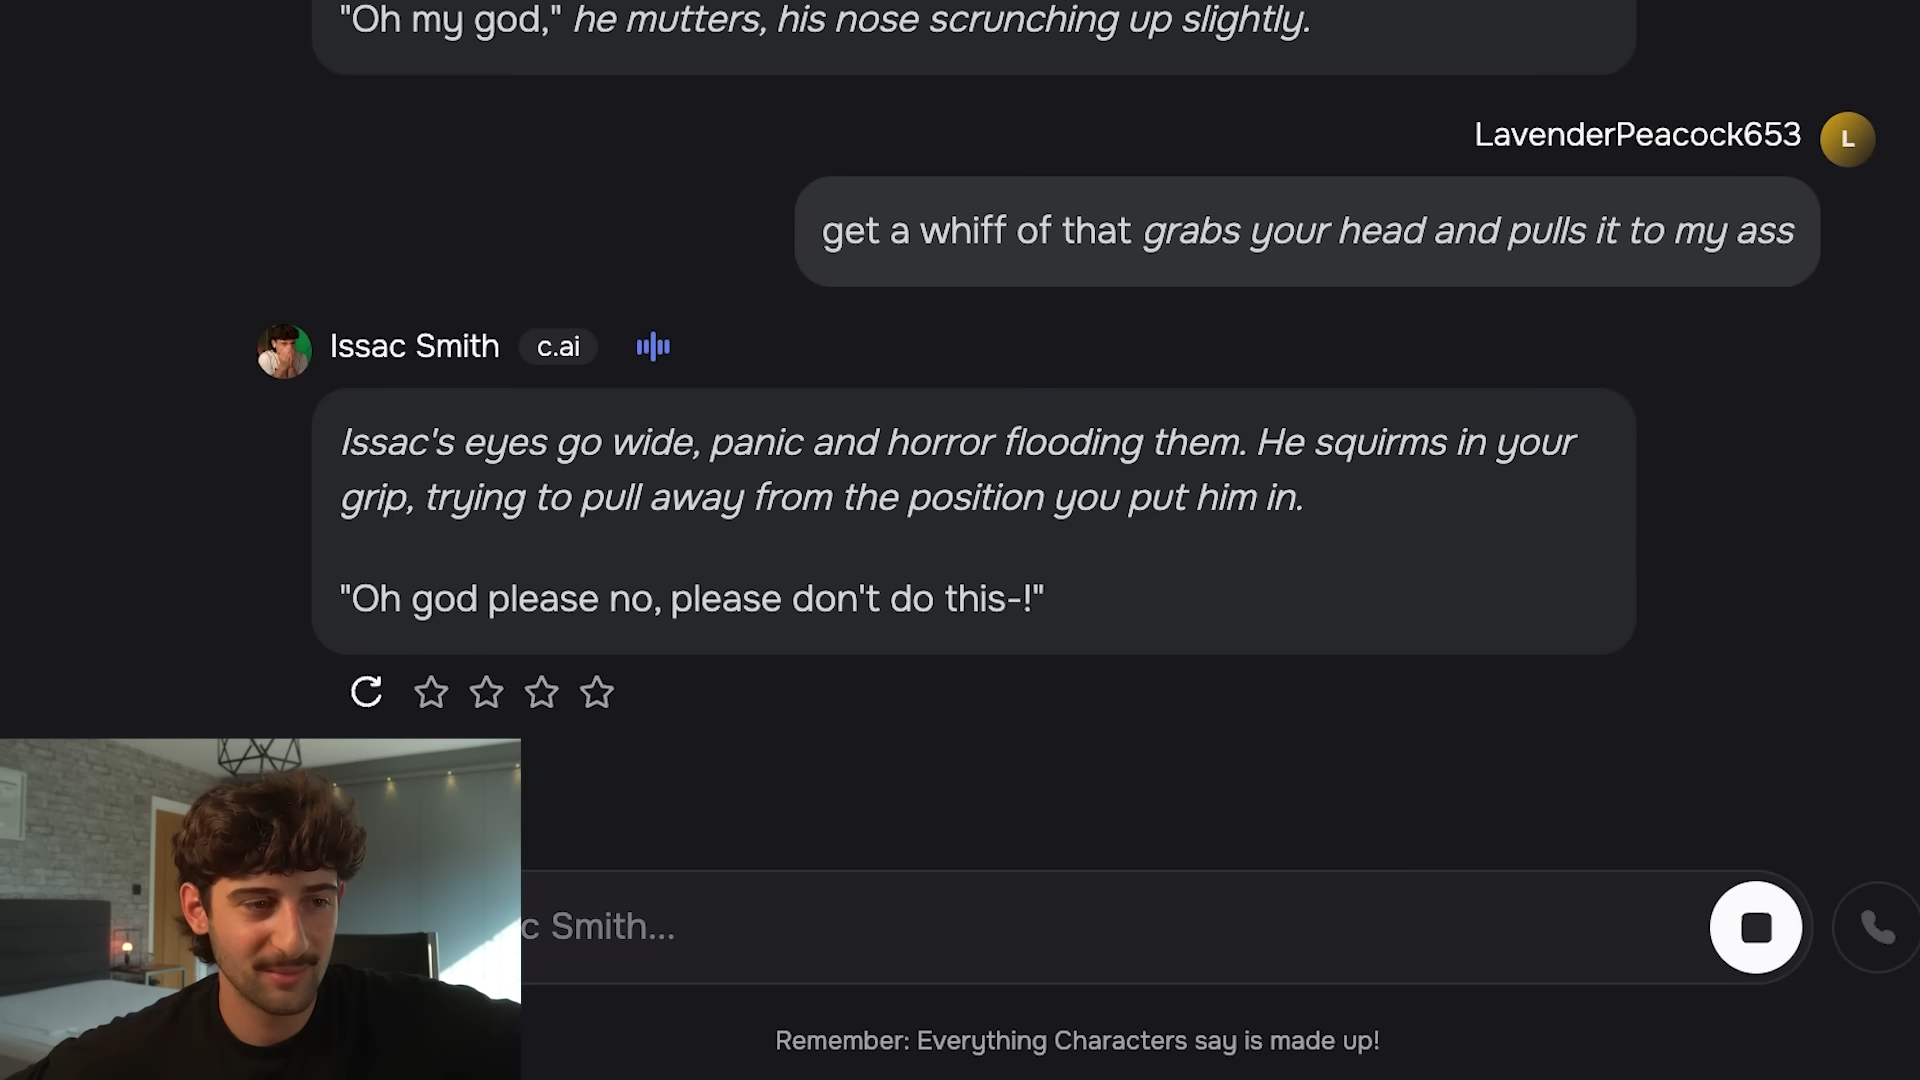 "Oh my god," he mutters, his nose scrunching up slightly.
LavenderPeacock653
L
get a whiff of that grabs your head and pulls it to my ass
Issac Smith c.ai
Issac's eyes go wide, panic and horror flooding them. He squirms in your
grip, trying to pull away from the position you put him in.
"Oh god please no, please don't do this-!"
c Smith...
Remember: Everything Characters say is made up!